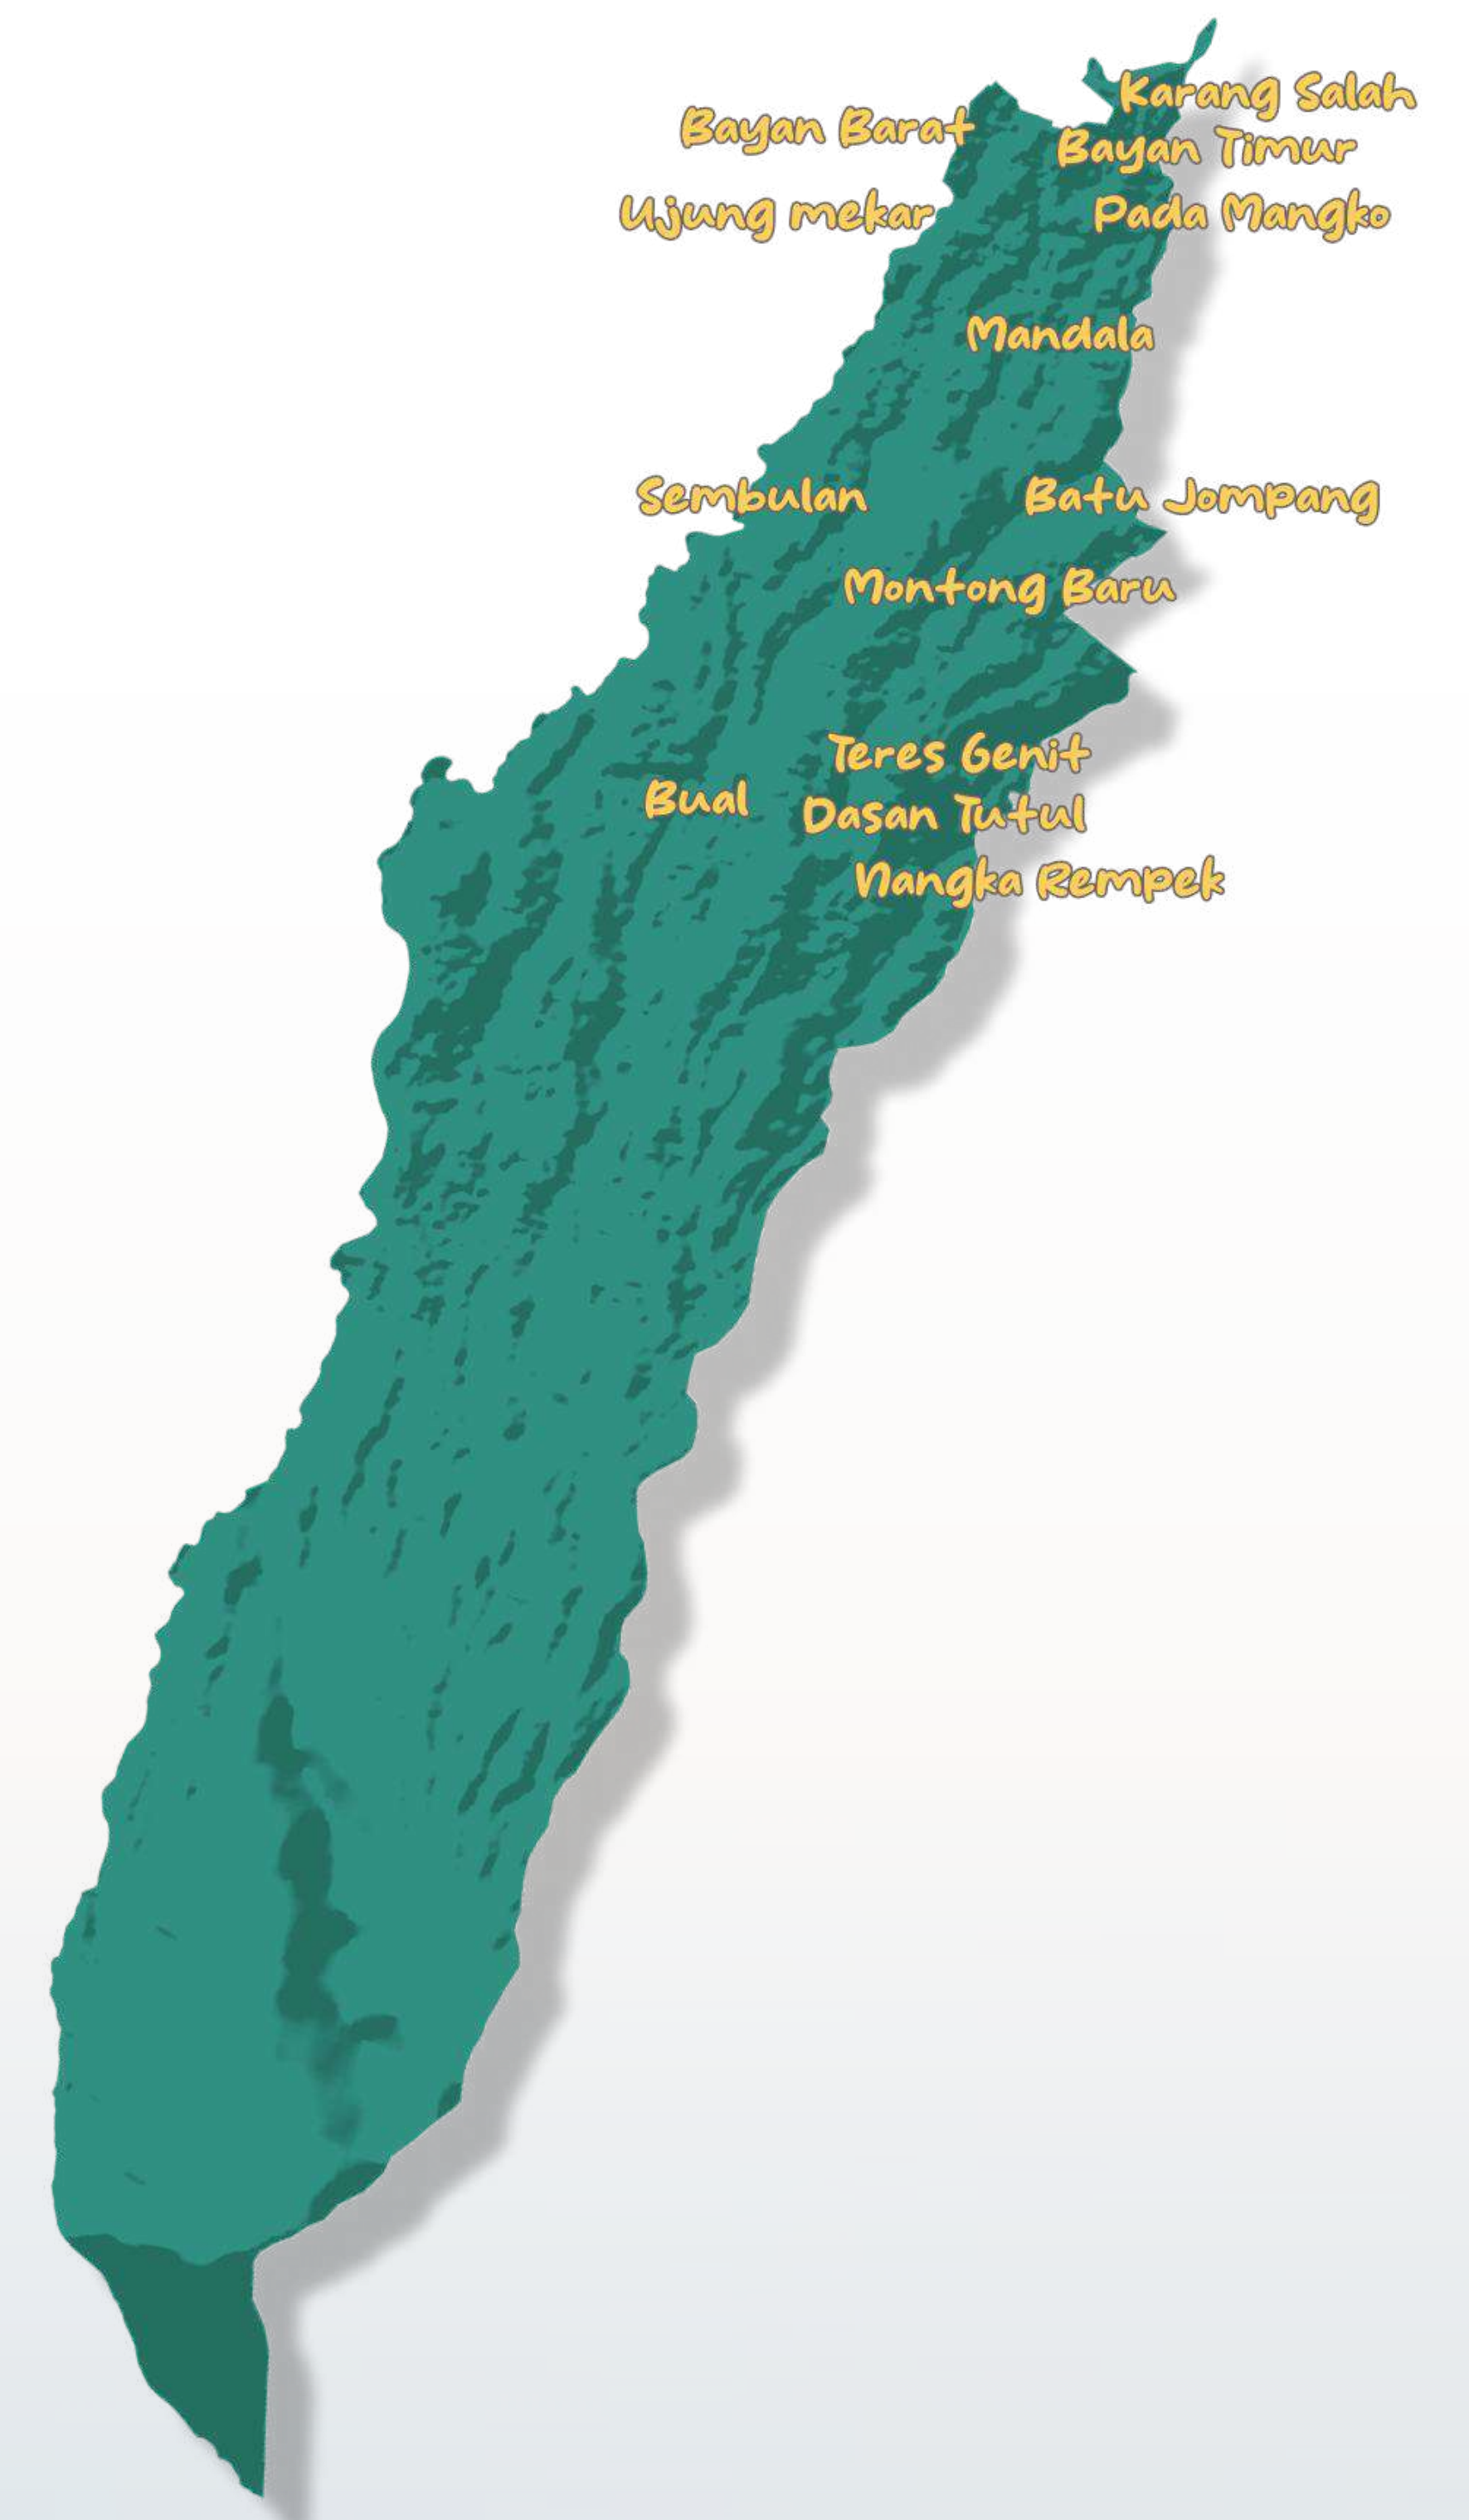 Karang Salah
Bayan Barat
Bayan Timur
Ujung mekar
Pada Mangko
Mandala
Sembulan
Batu Jompang
Montong Baru
Teres Genit
Bual
Dasan Tutul
Nangka Rempek